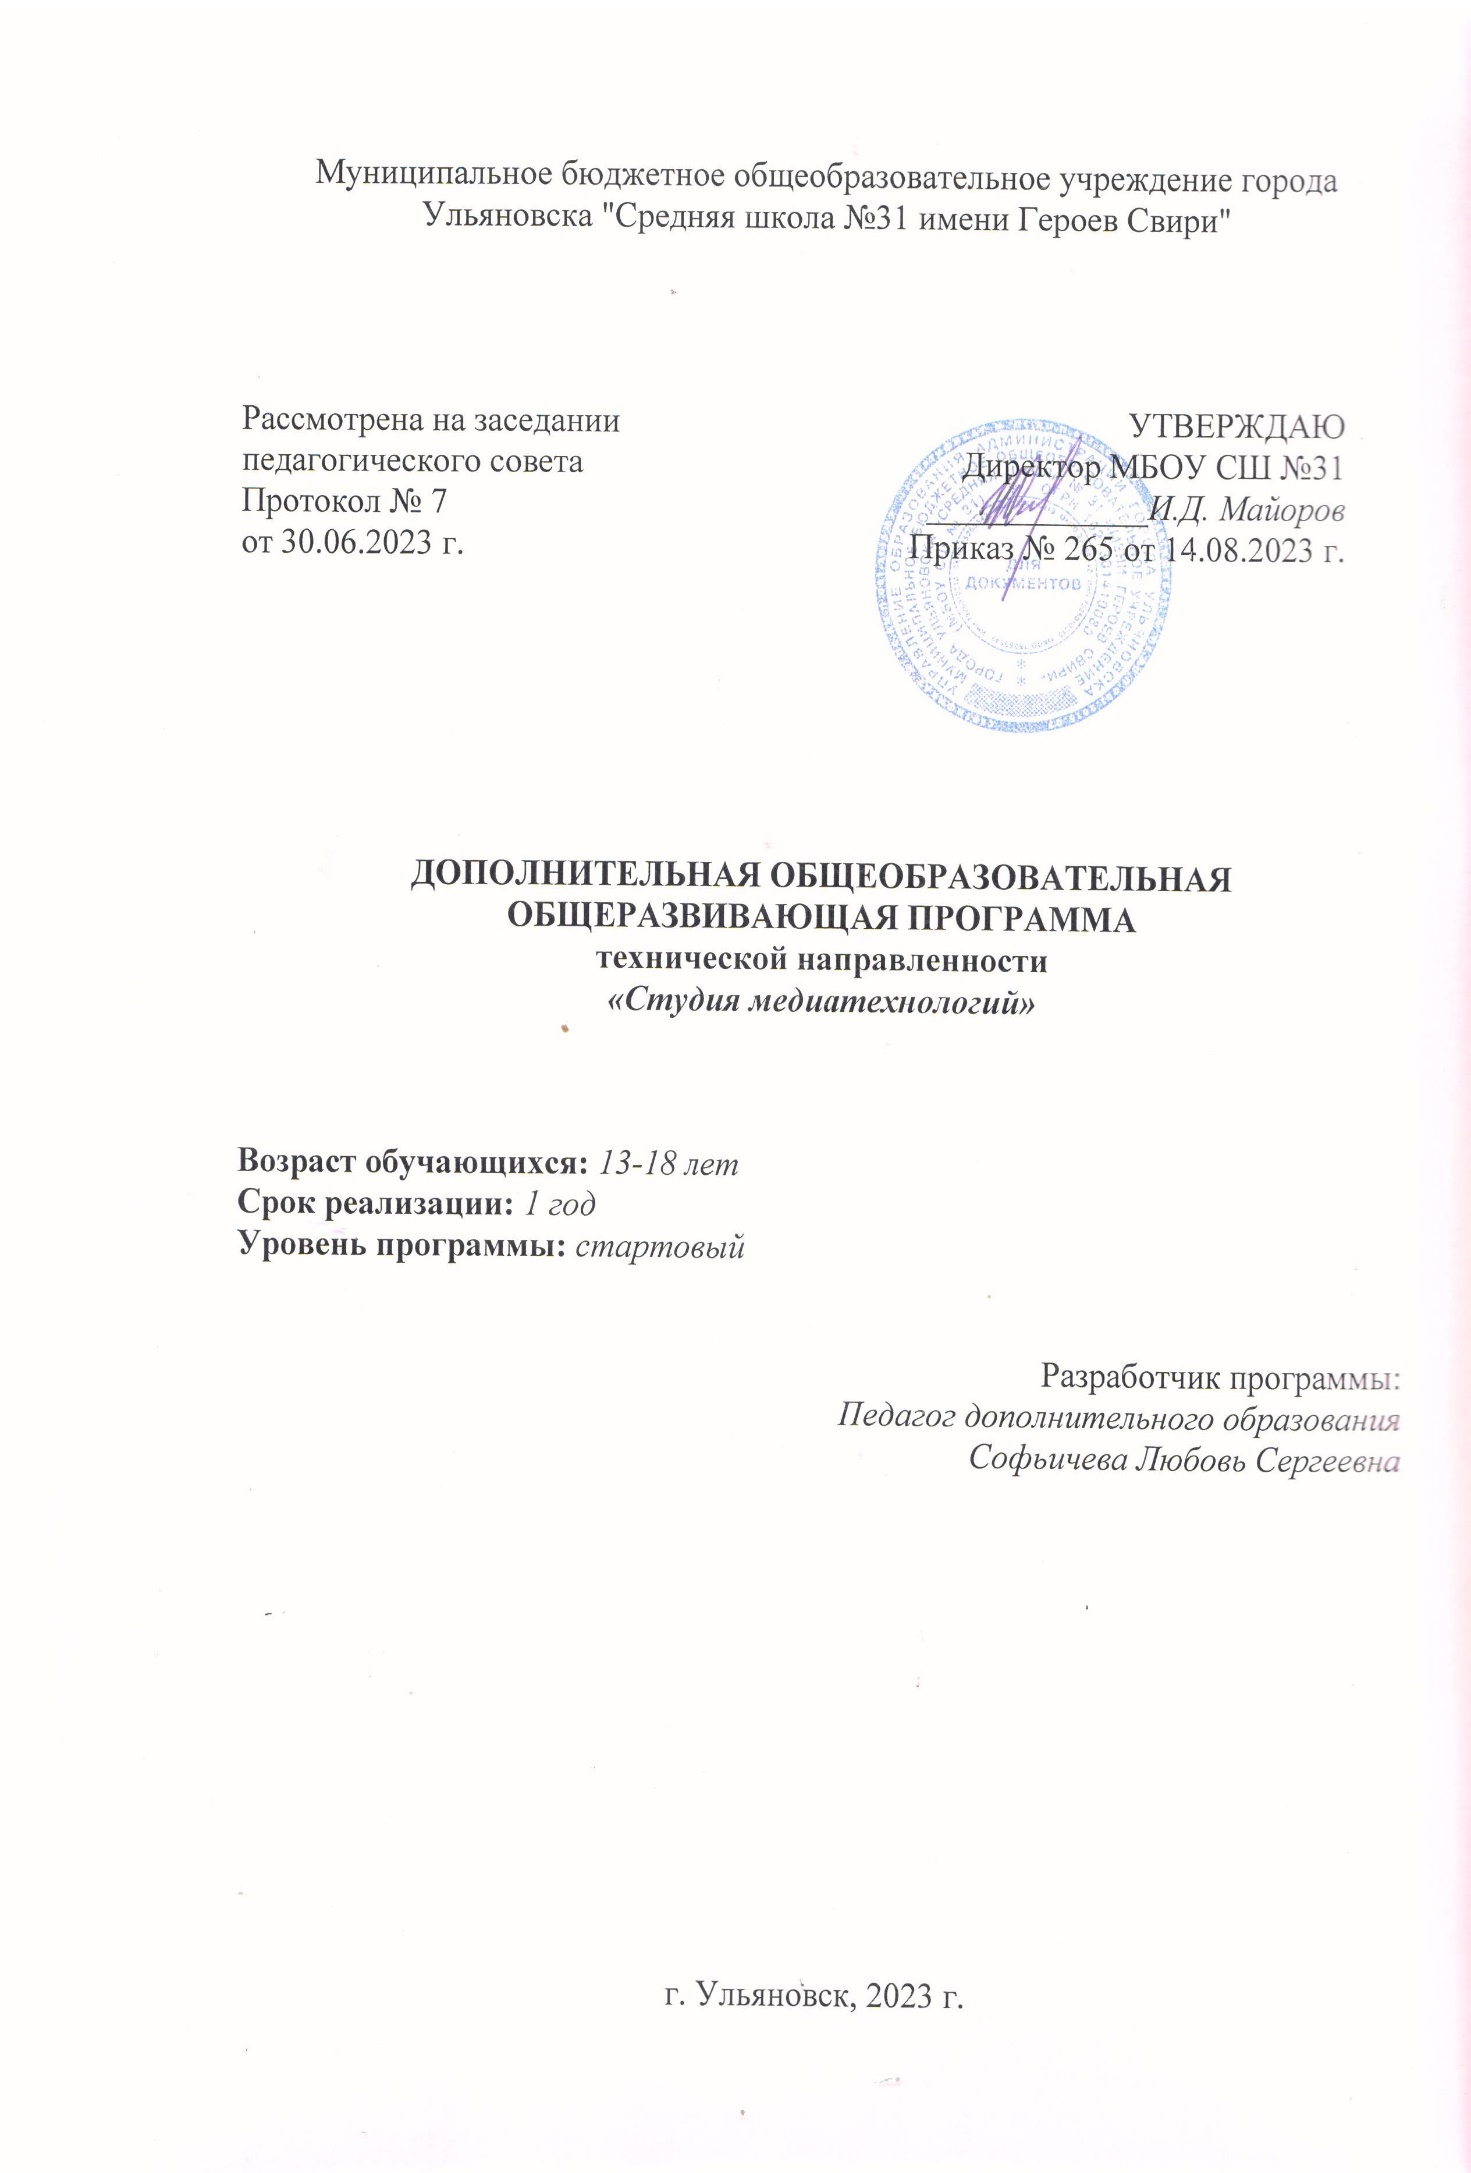 Муниципальное бюджетное общеобразовательное учреждение города
Ульяновска "Средняя школа №31 имени Героев Свири"
Рассмотрена на заседании
педагогического совета
Протокол № 7
от 30.06.2023 г.
УТВЕРЖДАЮ
Директор МБОУ СШ №31
И.Д. Майоров
Приказ № 265 от 14.08.2023 г.
ДЛЯ
ДОКУМЕНТОВ
ДОПОЛНИТЕЛЬНАЯ ОБЩЕОБРАЗОВАТЕЛЬНАЯ
ОБЩЕРАЗВИВАЮЩАЯ ПРОГРАММА
технической направленности
«Студия медиатехнологий»
Возраст обучающихся: 13-18 лет
Срок реализации: 1 год
Уровень программы: стартовый
Разработчик программы:
Педагог дополнительного образования
Софьичева Любовь Сергеевна
г. Ульяновск, 2023 г.